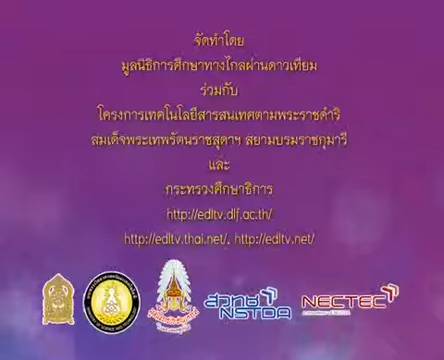 จัดทำโดย
มูลนิธิการศึกษาทางไกลผ่านดาวเทียม
ร่วมกับ
โครงการเทคโนโลยีสารสนเทศตามพระราชดำริ
สมเด็จพระเทพรัตนราชสุดาฯ สยามบรมราชกุมารี
และ
กระทรวงศึกษาธิการ
http://edltv.dlf.ac.th/
http://edltv.thai.net/, http://edltv.net/
สวทช
NSTDA
NECTEC